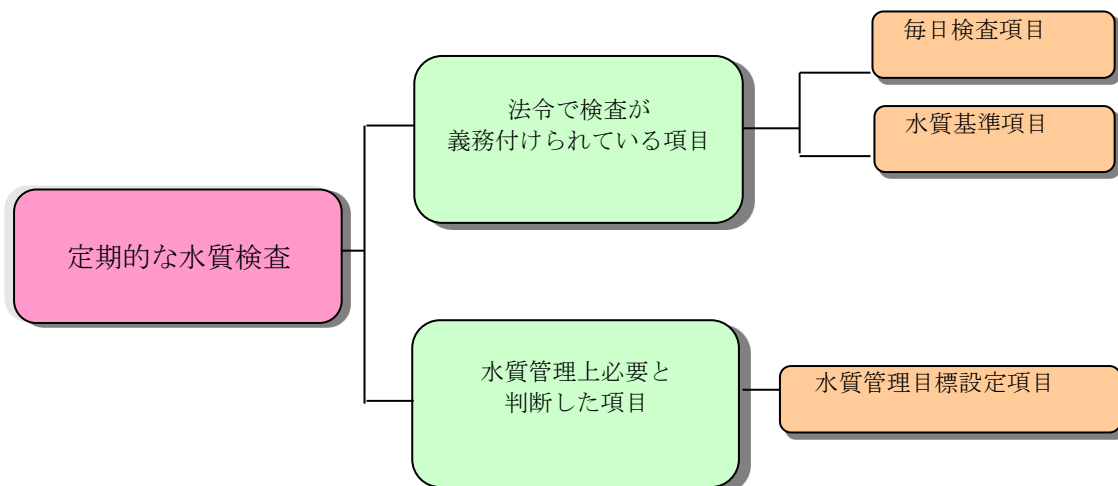 定期的な水質検査
法令で検査が
義務付けられている項目
毎日検査項目
水質基準項目
水質管理上必要と
判断した項目
水質管理目標設定項目